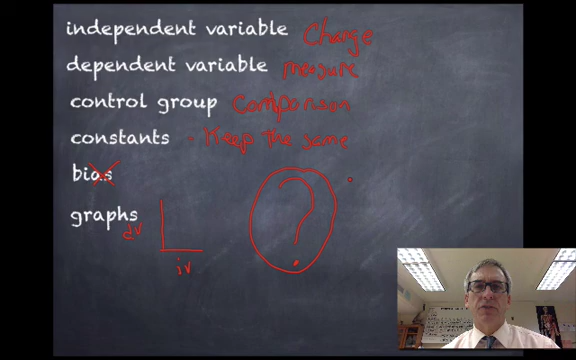 independent variable Change
dependent variable measure
control group Comparison
constants - Keep the same
bias
graphs
dv
iv
?